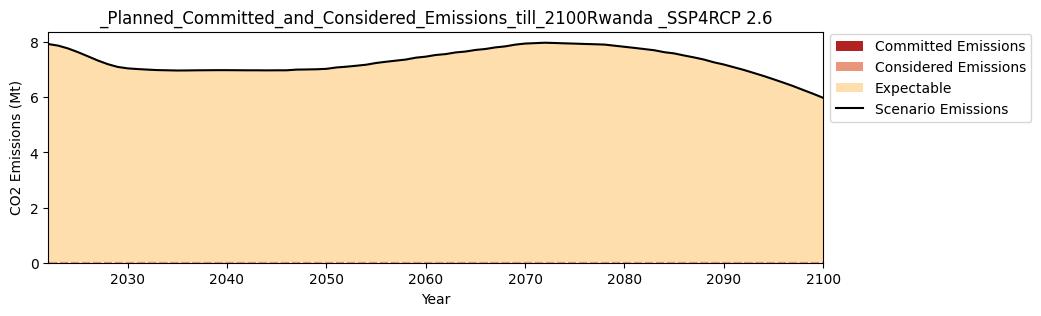 _Planned_Committed_and_Considered_Emissions_till_2100Rwanda _SSP4RCP 2.6
CO2 Emissions (Mt)
8
6
4
2
0
2030 2040 2050 2060 2070 2080 2090 2100
Year
Committed Emissions
Considered Emissions
Expectable
Scenario Emissions